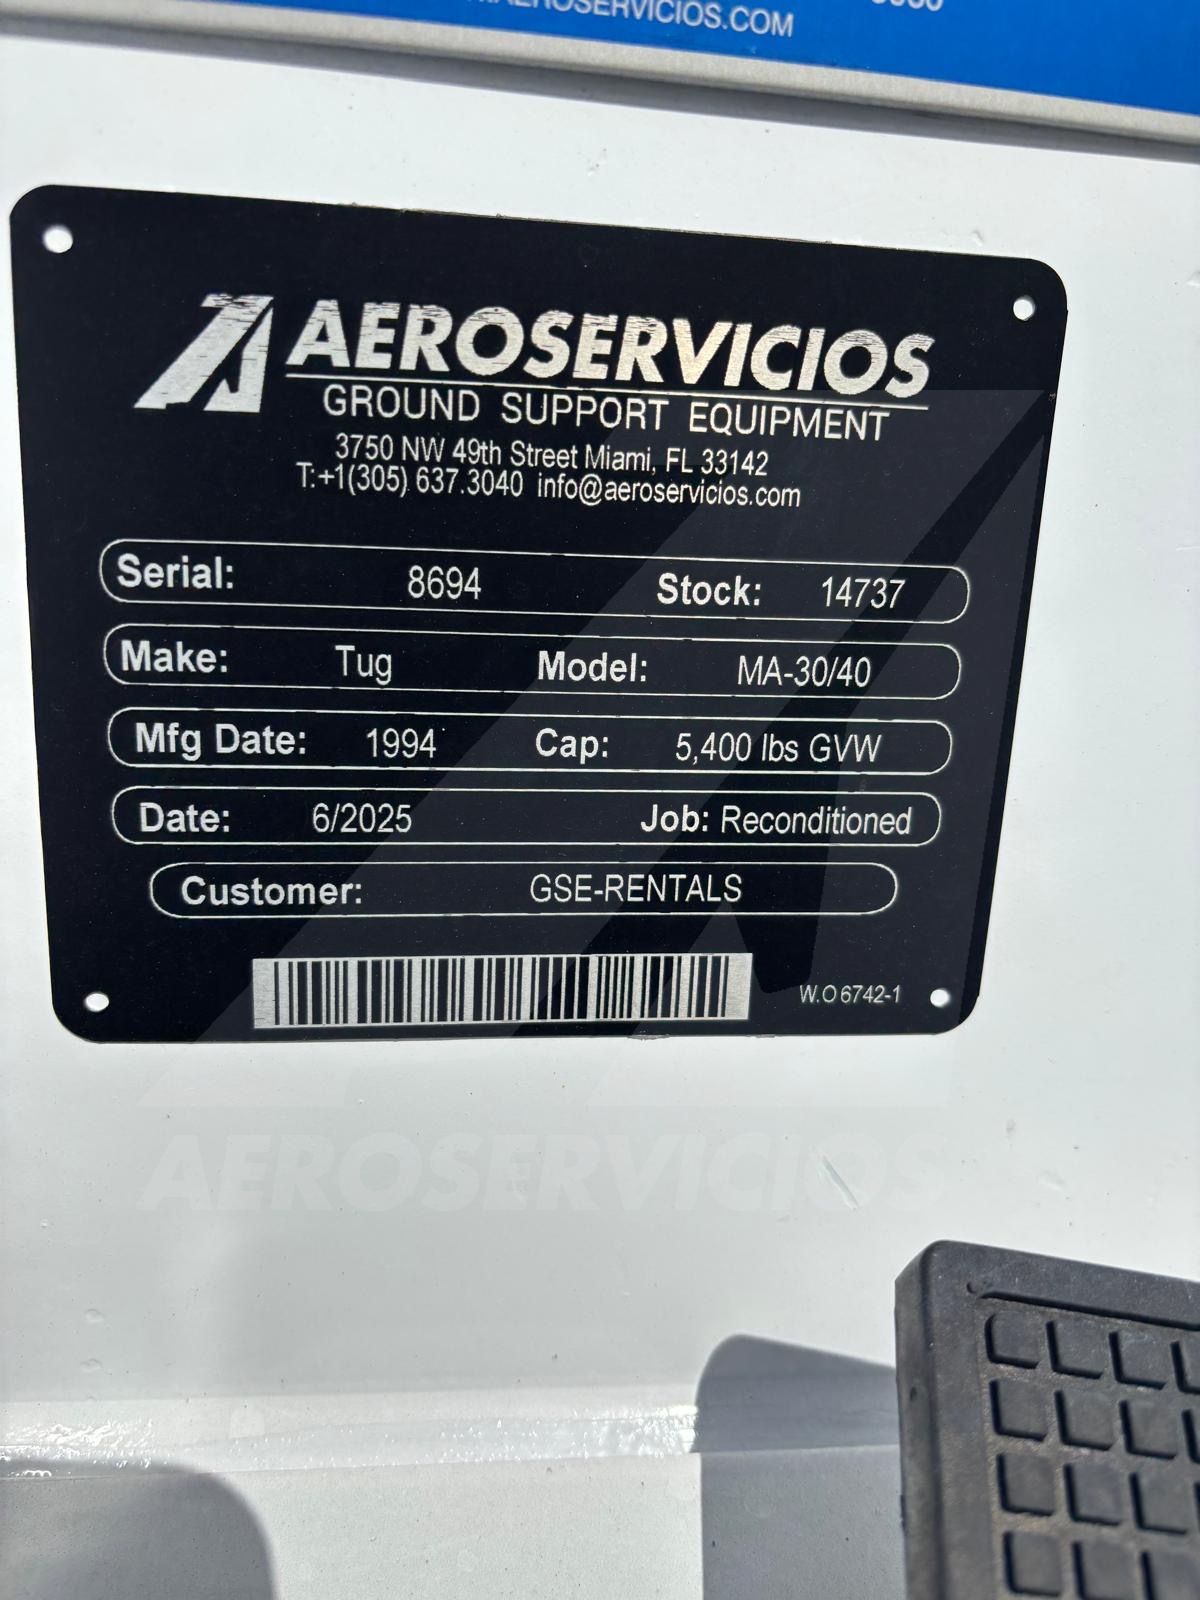 AEROSERVICIOS.COM
AEROSERVICIOS
GROUND SUPPORT EQUIPMENT
3750 NW 49th Street Miami, FL 33142
T:+1(305) 637.3040 info@aeroservicios.com
Serial: 8694 Stock: 14737
Make: Tug Model: MA-30/40
Mfg Date: 1994 Cap: 5,400 lbs GVW
Date: 6/2025 Job: Reconditioned
Customer: GSE-RENTALS
W.O 6742-1
AEROSERVICIOS